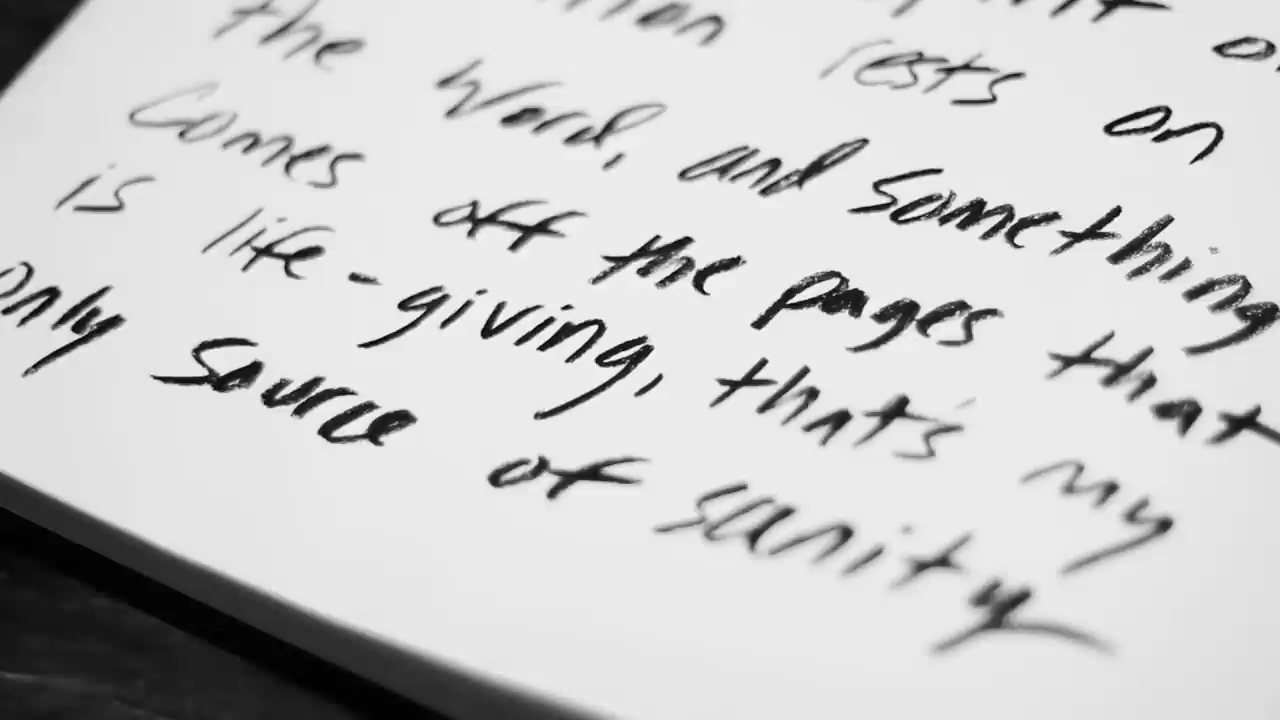 rests on
the Word, and something
Comes off the pages that
is life-giving, that's my
only source of sanity